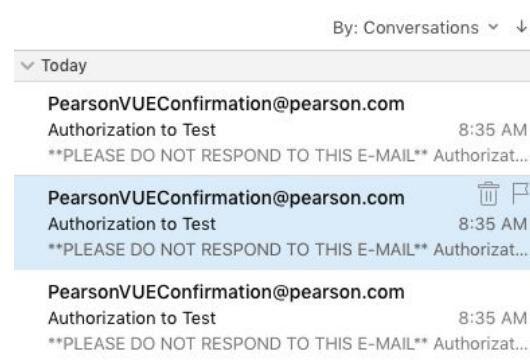 By: Conversations
Today
PearsonVUEConfirmation@pearson.com
Authorization to Test 8:35 AM
**PLEASE DO NOT RESPOND TO THIS E-MAIL** Authorizat...
PearsonVUEConfirmation@pearson.com
Authorization to Test 8:35 AM
**PLEASE DO NOT RESPOND TO THIS E-MAIL** Authorizat...
PearsonVUEConfirmation@pearson.com
Authorization to Test 8:35 AM
**PLEASE DO NOT RESPOND TO THIS E-MAIL** Authorizat...